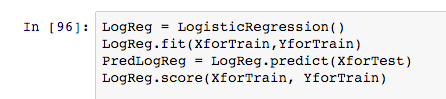 In [96]: LogReg = LogisticRegression()
LogReg.fit(XforTrain,YforTrain)
PredLogReg = LogReg.predict(XforTest)
LogReg.score(XforTrain, YforTrain)